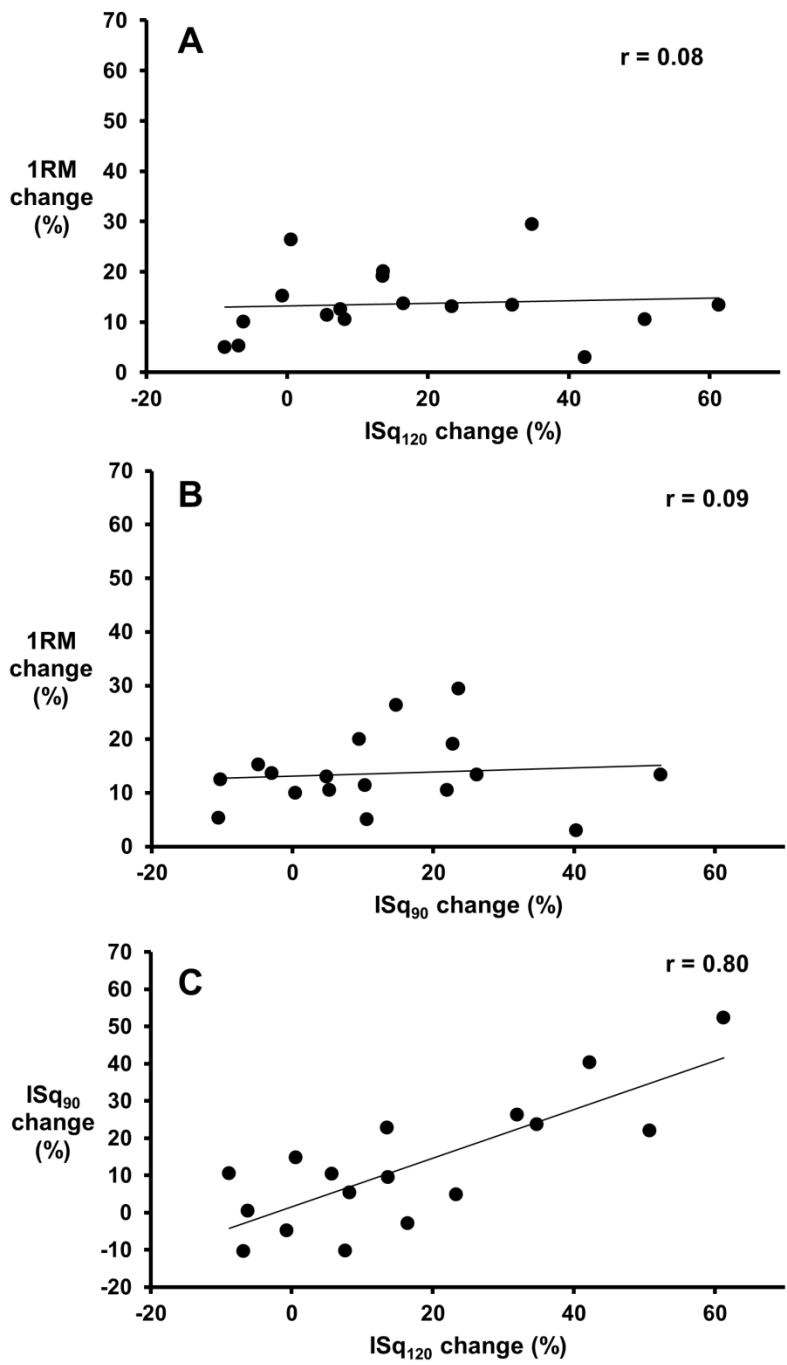 A
r = 0.08
70
60
50
40
30
20
10
0
1RM
change
(%)
-20 0 20 40 60
ISq₁₂₀ change (%)
B
r = 0.09
70
60
50
40
30
20
10
0
1RM
change
(%)
-20 0 20 40 60
ISq₉₀ change (%)
C
r = 0.80
70
60
50
40
30
20
10
0
-10
-20
ISq₉₀
change
(%)
-20 0 20 40 60
ISq₁₂₀ change (%)